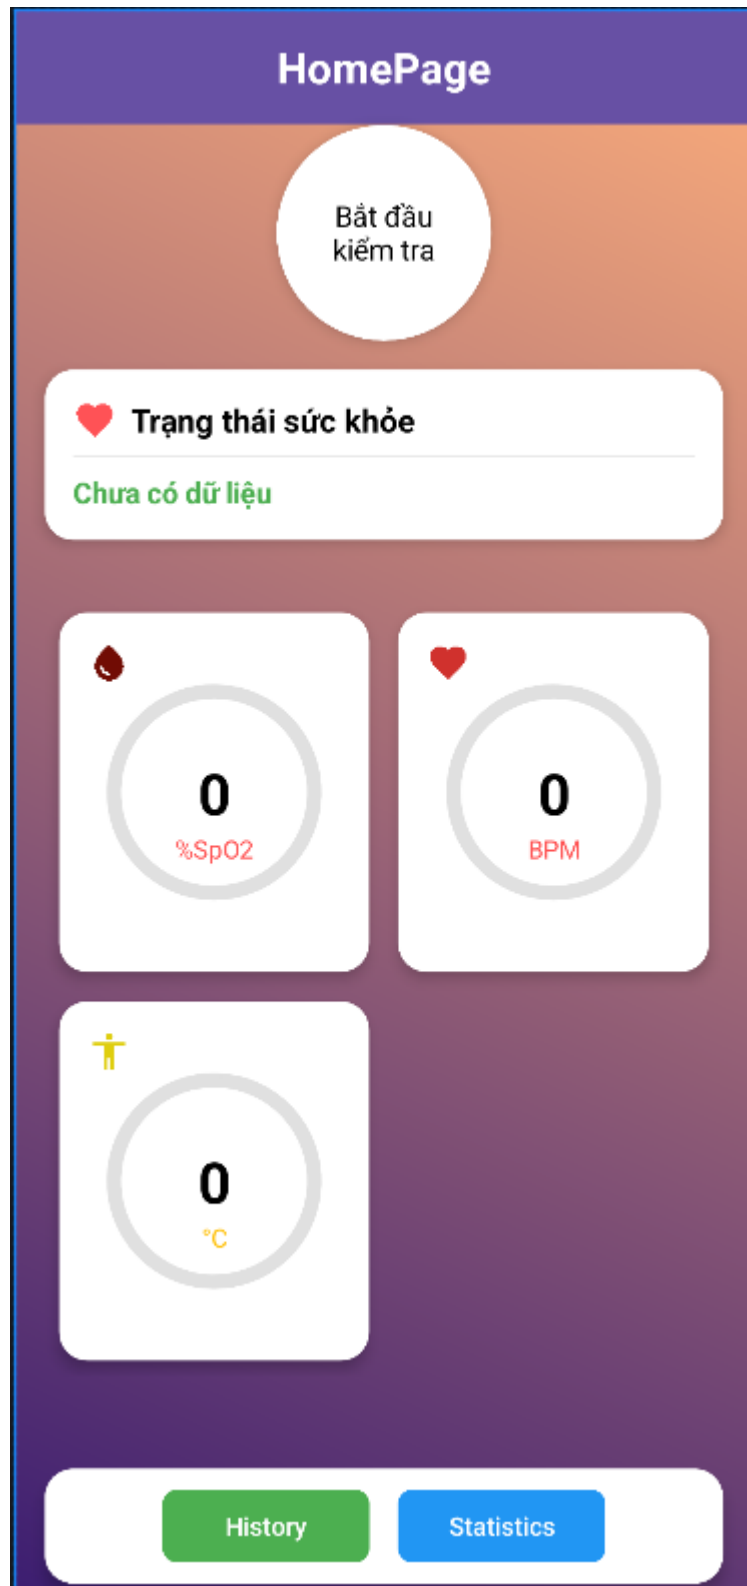 HomePage
Bắt đầu
kiểm tra
Trạng thái sức khỏe
Chưa có dữ liệu
0
%SpO2
0
BPM
0
°C
History
Statistics